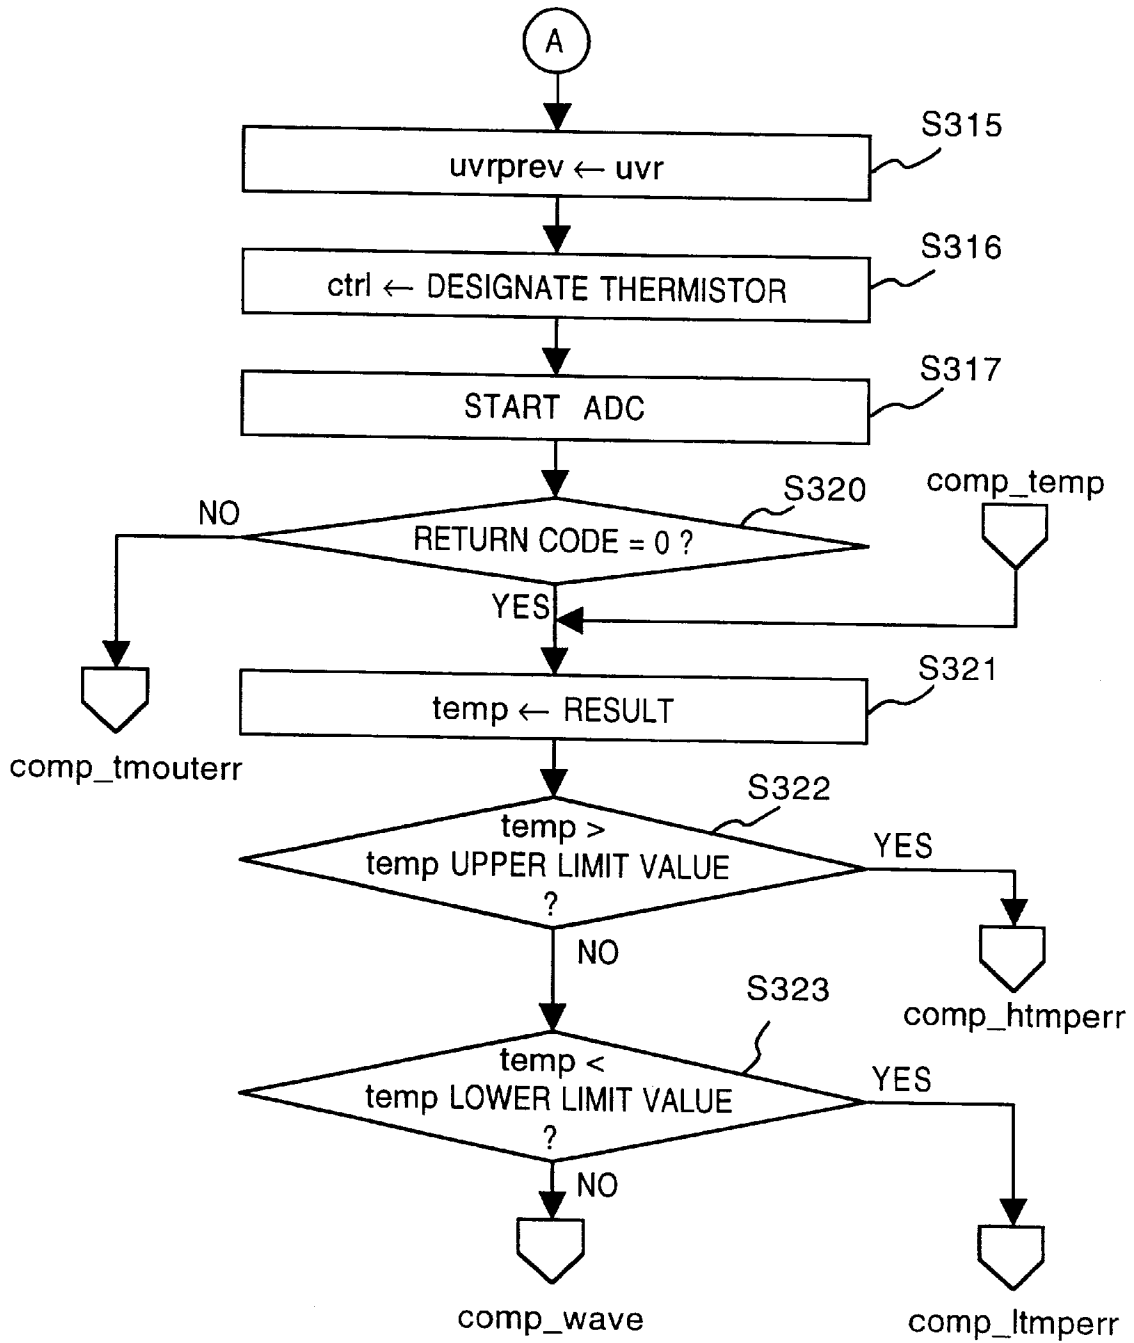 A
S315
uvrprev ← uvr
S316
ctrl ← DESIGNATE THERMISTOR
S317
START ADC
S320
comp_temp
NO
RETURN CODE = 0 ?
YES
S321
temp ← RESULT
comp_tmouterr
S322
temp >
temp UPPER LIMIT VALUE
?
YES
NO
comp_htmperr
S323
temp <
temp LOWER LIMIT VALUE
?
YES
NO
comp_wave
comp_ltmperr